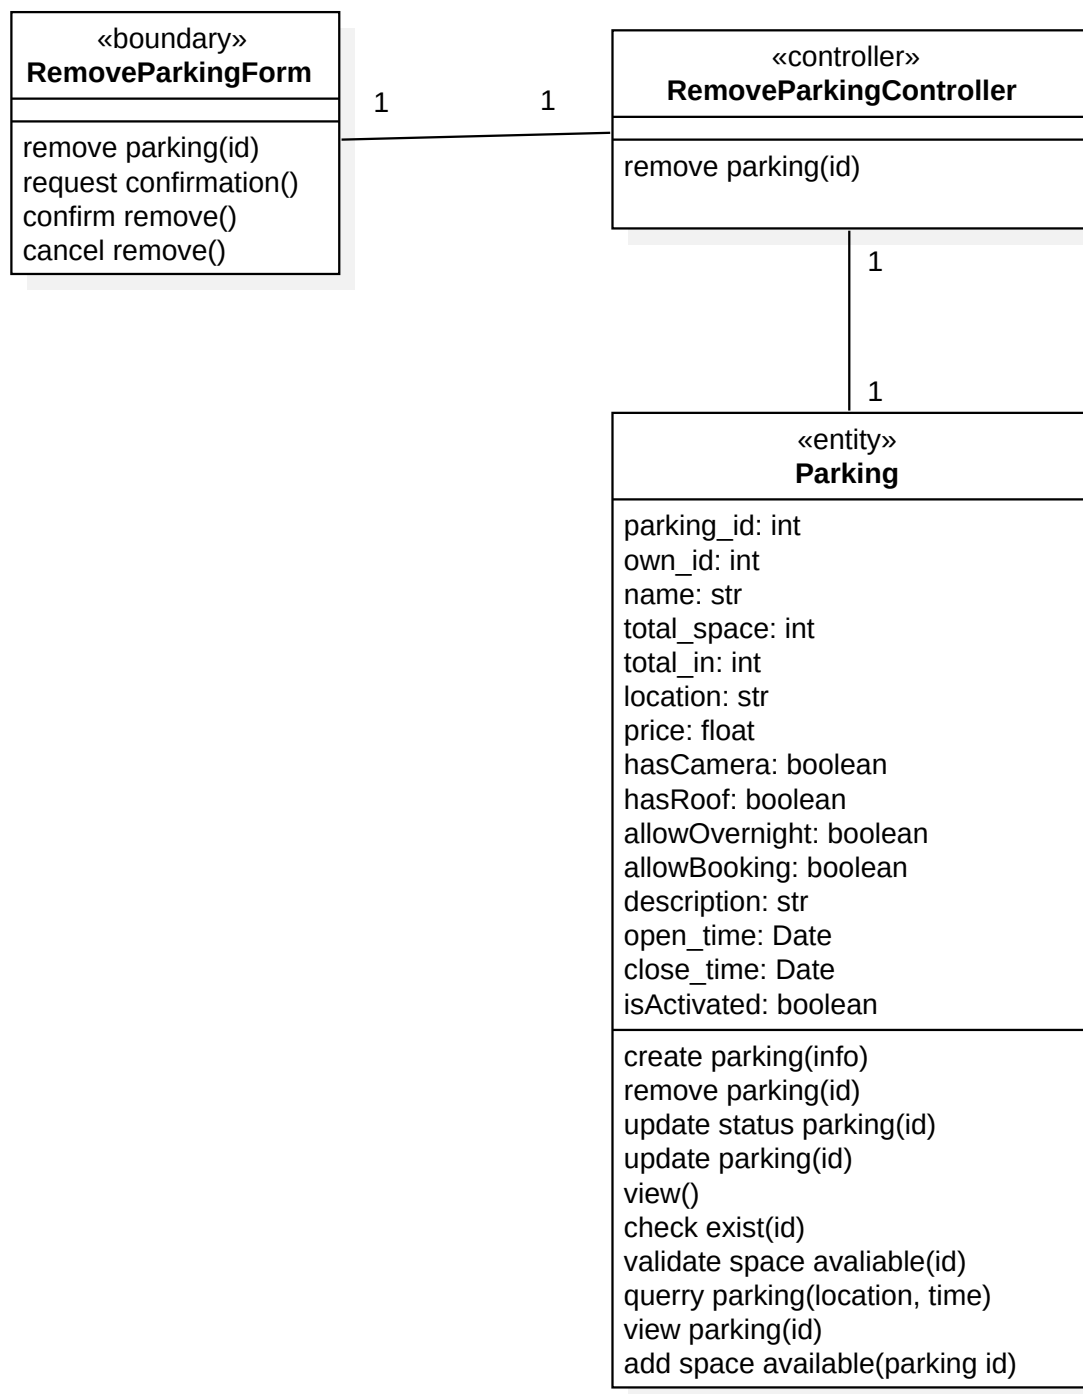 «boundary»
RemoveParkingForm
remove parking(id)
request confirmation()
confirm remove()
cancel remove()
1
1
«controller»
RemoveParkingController
remove parking(id)
1
1
«entity»
Parking
parking_id: int
own_id: int
name: str
total_space: int
total_in: int
location: str
price: float
hasCamera: boolean
hasRoof: boolean
allowOvernight: boolean
allowBooking: boolean
description: str
open_time: Date
close_time: Date
isActivated: boolean
create parking(info)
remove parking(id)
update status parking(id)
update parking(id)
view()
check exist(id)
validate space avaliable(id)
querry parking(location, time)
view parking(id)
add space available(parking id)